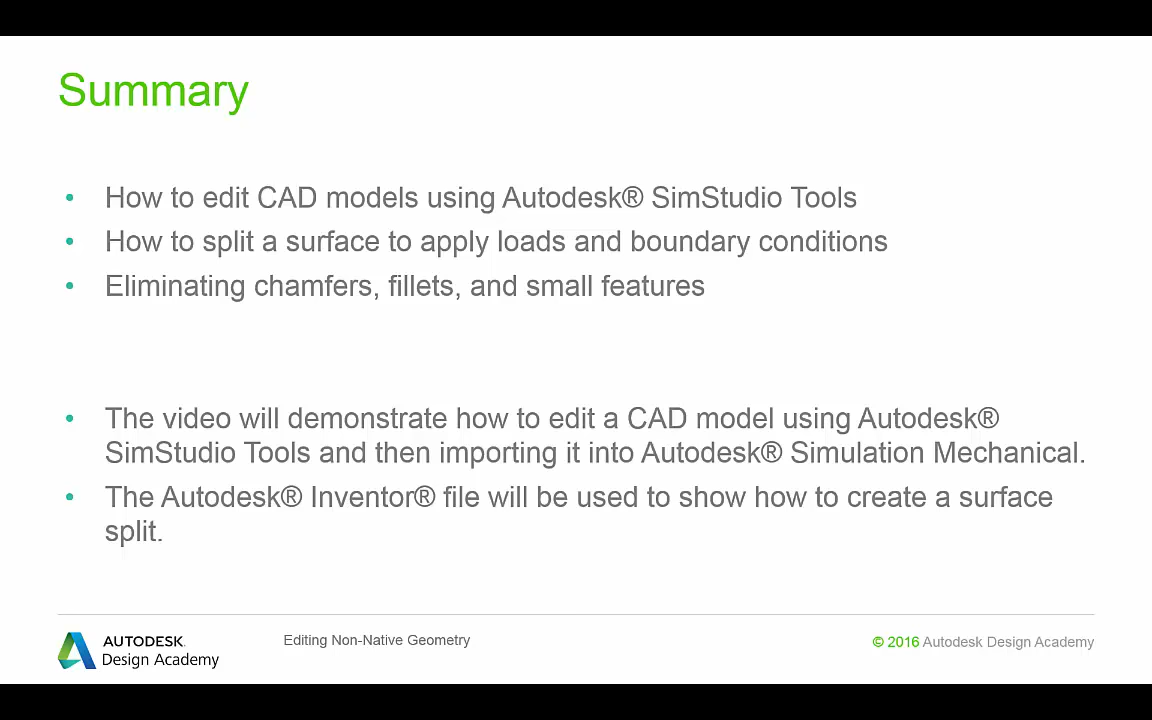 Summary
• How to edit CAD models using Autodesk® SimStudio Tools
• How to split a surface to apply loads and boundary conditions
• Eliminating chamfers, fillets, and small features
• The video will demonstrate how to edit a CAD model using Autodesk®
SimStudio Tools and then importing it into Autodesk® Simulation Mechanical.
• The Autodesk® Inventor® file will be used to show how to create a surface
split.
AUTODESK.
Design Academy
Editing Non-Native Geometry
© 2016 Autodesk Design Academy